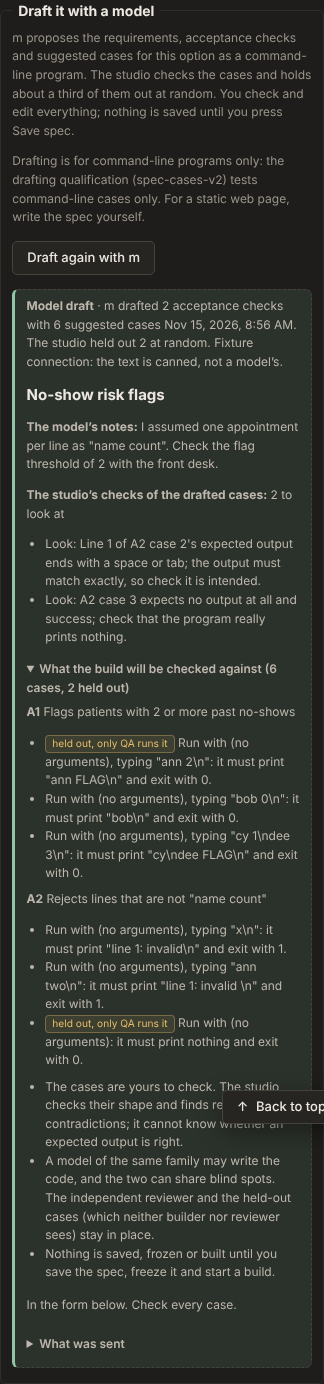 Draft it with a model
m proposes the requirements, acceptance checks
and suggested cases for this option as a command-
line program. The studio checks the cases and holds
about a third of them out at random. You check and
edit everything; nothing is saved until you press
Save spec.
Drafting is for command-line programs only: the
drafting qualification (spec-cases-v2) tests
command-line cases only. For a static web page,
write the spec yourself.
Draft again with m
Model draft · m drafted 2 acceptance checks
with 6 suggested cases Nov 15, 2026, 8:56 AM.
The studio held out 2 at random. Fixture
connection: the text is canned, not a model’s.
No-show risk flags
The model’s notes: I assumed one appointment
per line as "name count". Check the flag
threshold of 2 with the front desk.
The studio’s checks of the drafted cases: 2 to
look at
• Look: Line 1 of A2 case 2's expected output
ends with a space or tab; the output must
match exactly, so check it is intended.
• Look: A2 case 3 expects no output at all and
success; check that the program really
prints nothing.
▼ What the build will be checked against (6
cases, 2 held out)
A1 Flags patients with 2 or more past no-shows
• held out, only QA runs it Run with (no
arguments), typing "ann 2\n": it must print
"ann FLAG\n" and exit with 0.
• Run with (no arguments), typing "bob 0\n": it
must print "bob\n" and exit with 0.
• Run with (no arguments), typing "cy 1\ndee
3\n": it must print "cy\ndee FLAG\n" and exit
with 0.
A2 Rejects lines that are not "name count"
• Run with (no arguments), typing "x\n": it
must print "line 1: invalid\n" and exit with 1.
• Run with (no arguments), typing "ann
two\n": it must print "line 1: invalid \n" and
exit with 1.
• held out, only QA runs it Run with (no
arguments): it must print nothing and exit
with 0.
• The cases are yours to check. The studio
checks their shape and finds
contradictions; it cannot know whether an
expected output is right.
↑ Back to top
• A model of the same family may write the
code, and the two can share blind spots.
The independent reviewer and the held-out
cases (which neither builder nor reviewer
sees) stay in place.
• Nothing is saved, frozen or built until you
save the spec, freeze it and start a build.
In the form below. Check every case.
▶ What was sent